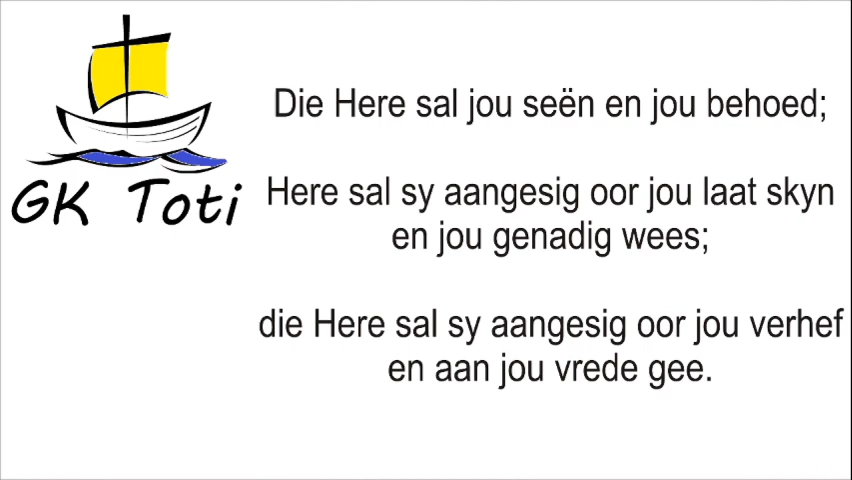 GK Toti
Die Here sal jou seën en jou behoed;
Here sal sy aangesig oor jou laat skyn
en jou genadig wees;
die Here sal sy aangesig oor jou verhef
en aan jou vrede gee.